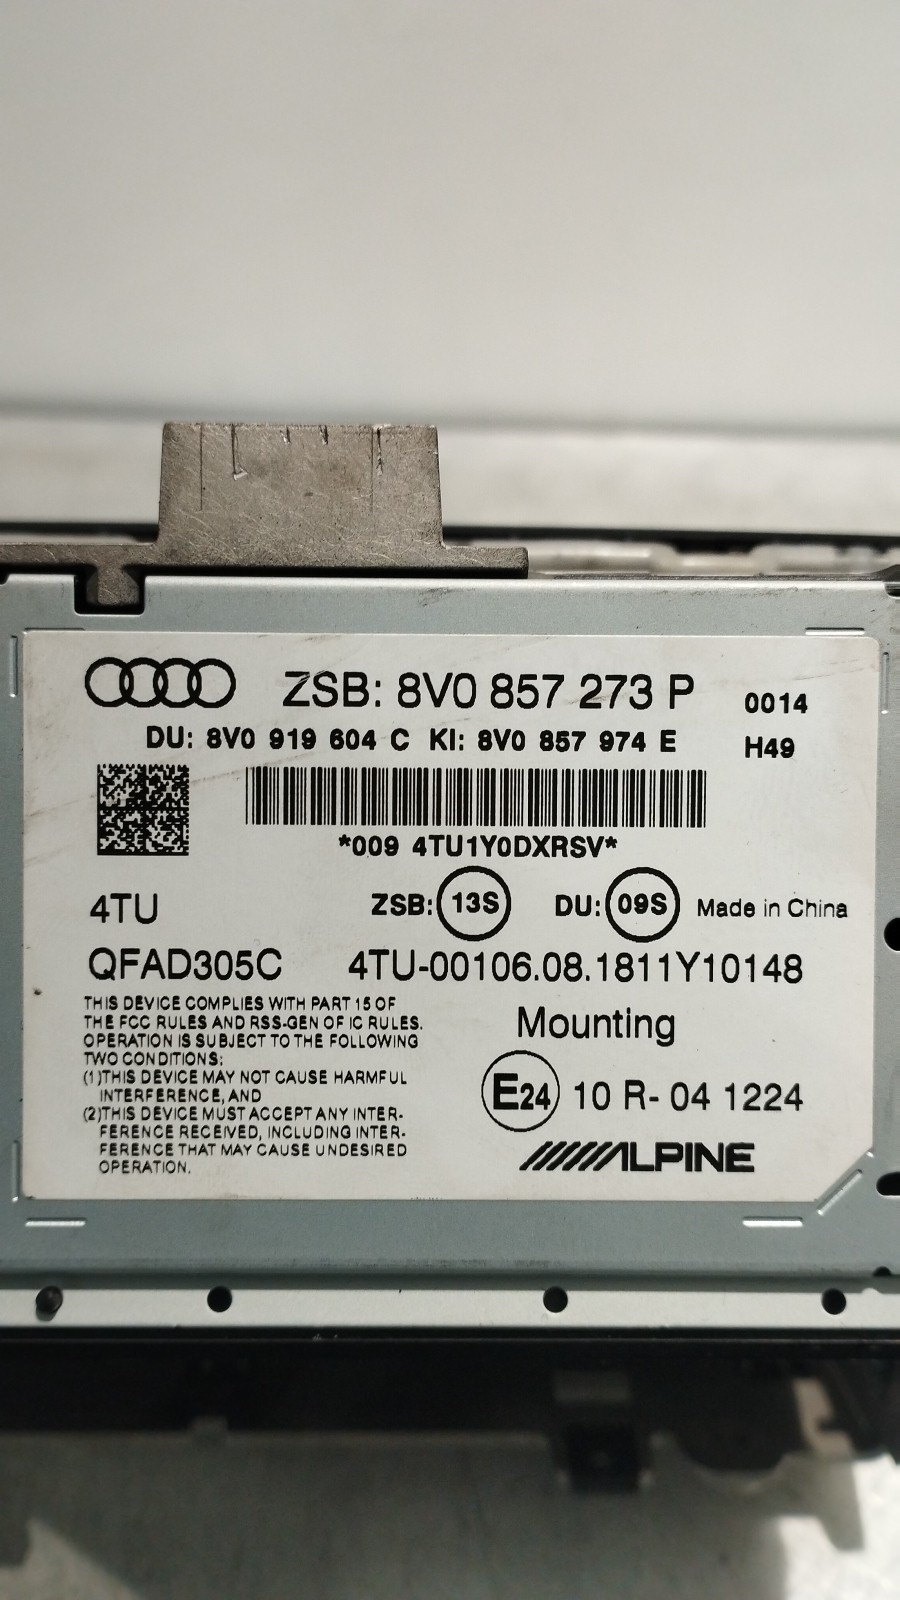 ZSB: 8V0 857 273 P 0014
DU: 8V0 919 604 C KI: 8V0 857 974 E H49
*009 4TU1Y0DXRSV*
4TU ZSB: 13S DU: 09S Made in China
QFAD305C 4TU-00106.08.1811Y10148
THIS DEVICE COMPLIES WITH PART 15 OF
THE FCC RULES AND RSS-GEN OF IC RULES.
OPERATION IS SUBJECT TO THE FOLLOWING
TWO CONDITIONS:
(1)THIS DEVICE MAY NOT CAUSE HARMFUL
INTERFERENCE, AND
(2)THIS DEVICE MUST ACCEPT ANY INTER-
FERENCE RECEIVED, INCLUDING INTER-
FERENCE THAT MAY CAUSE UNDESIRED
OPERATION.
Mounting
E24 10 R- 04 1224
ALPINE